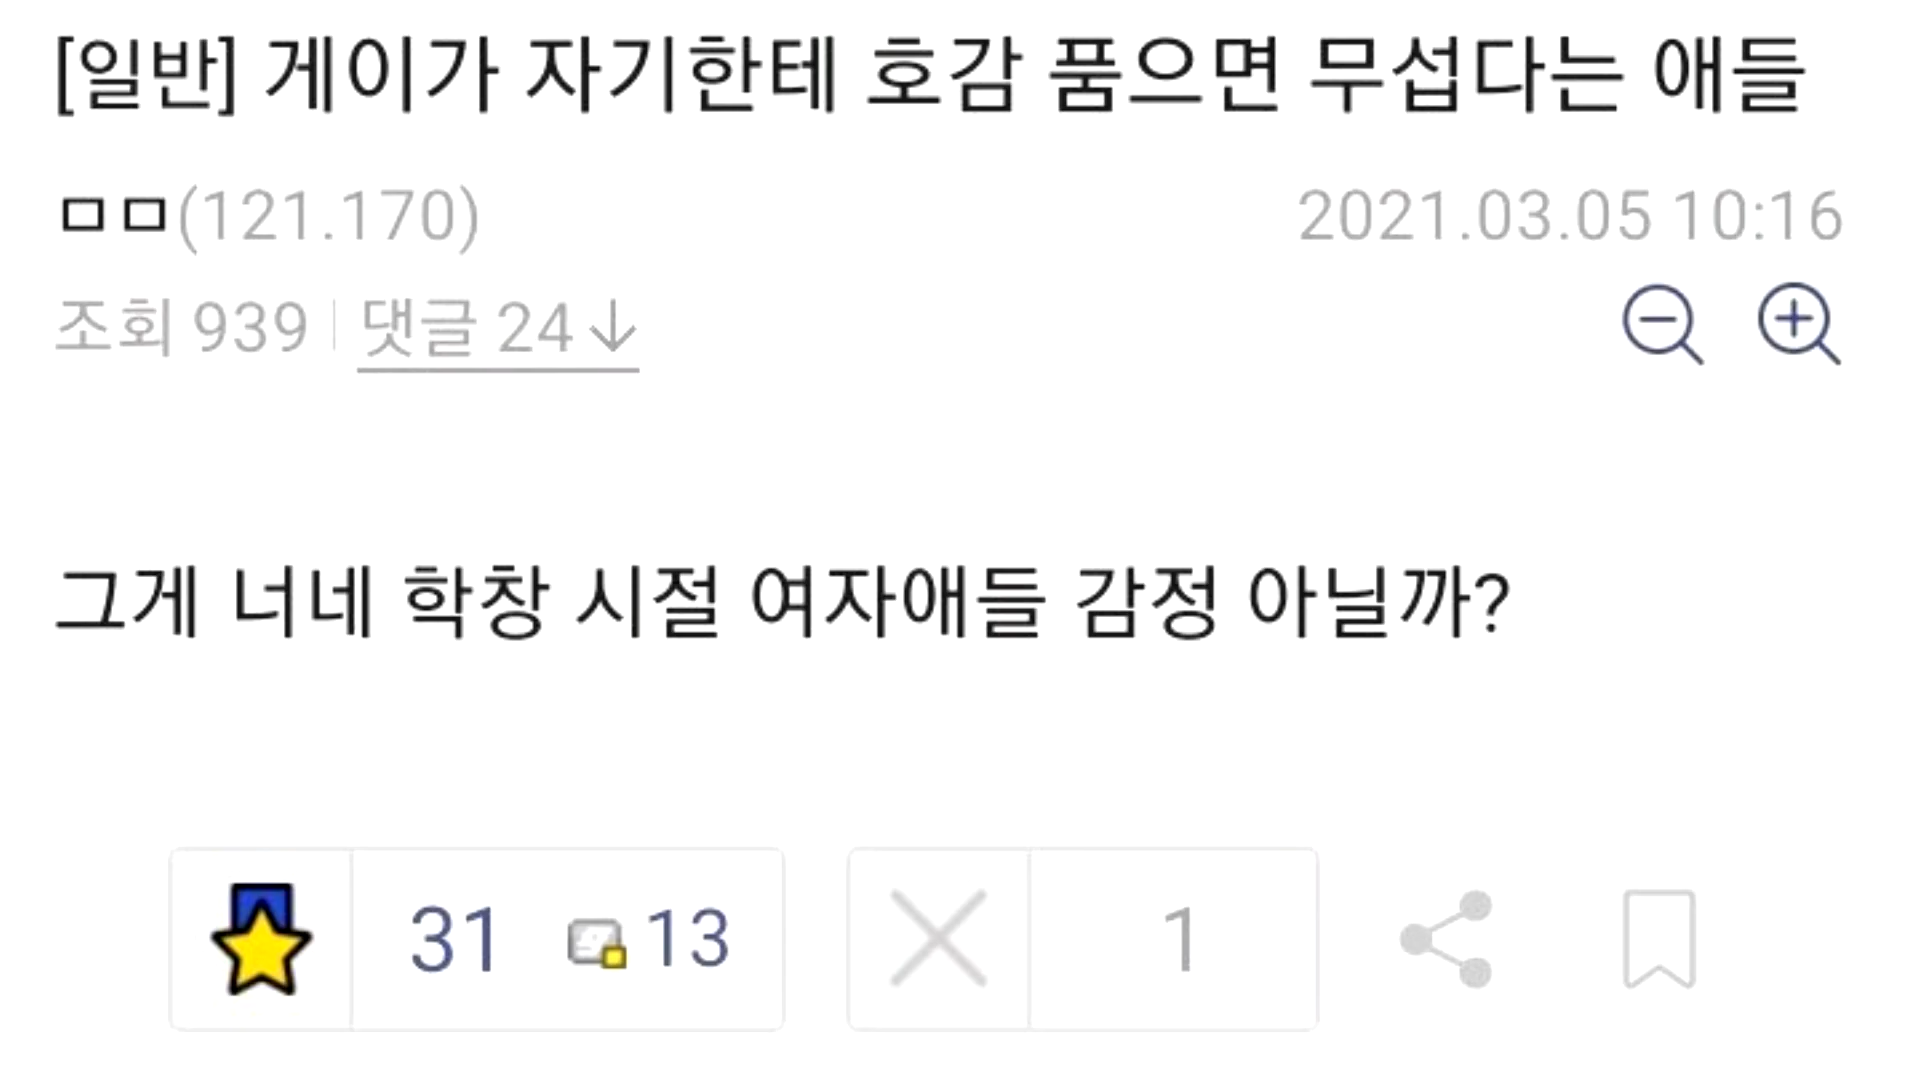 [일반] 게이가 자기한테 호감 품으면 무섭다는 애들
ㅁㅁ(121.170)
2021.03.05 10:16
조회 939
댓글 24↓
그게 너네 학창 시절 여자애들 감정 아닐까?
31
13
1